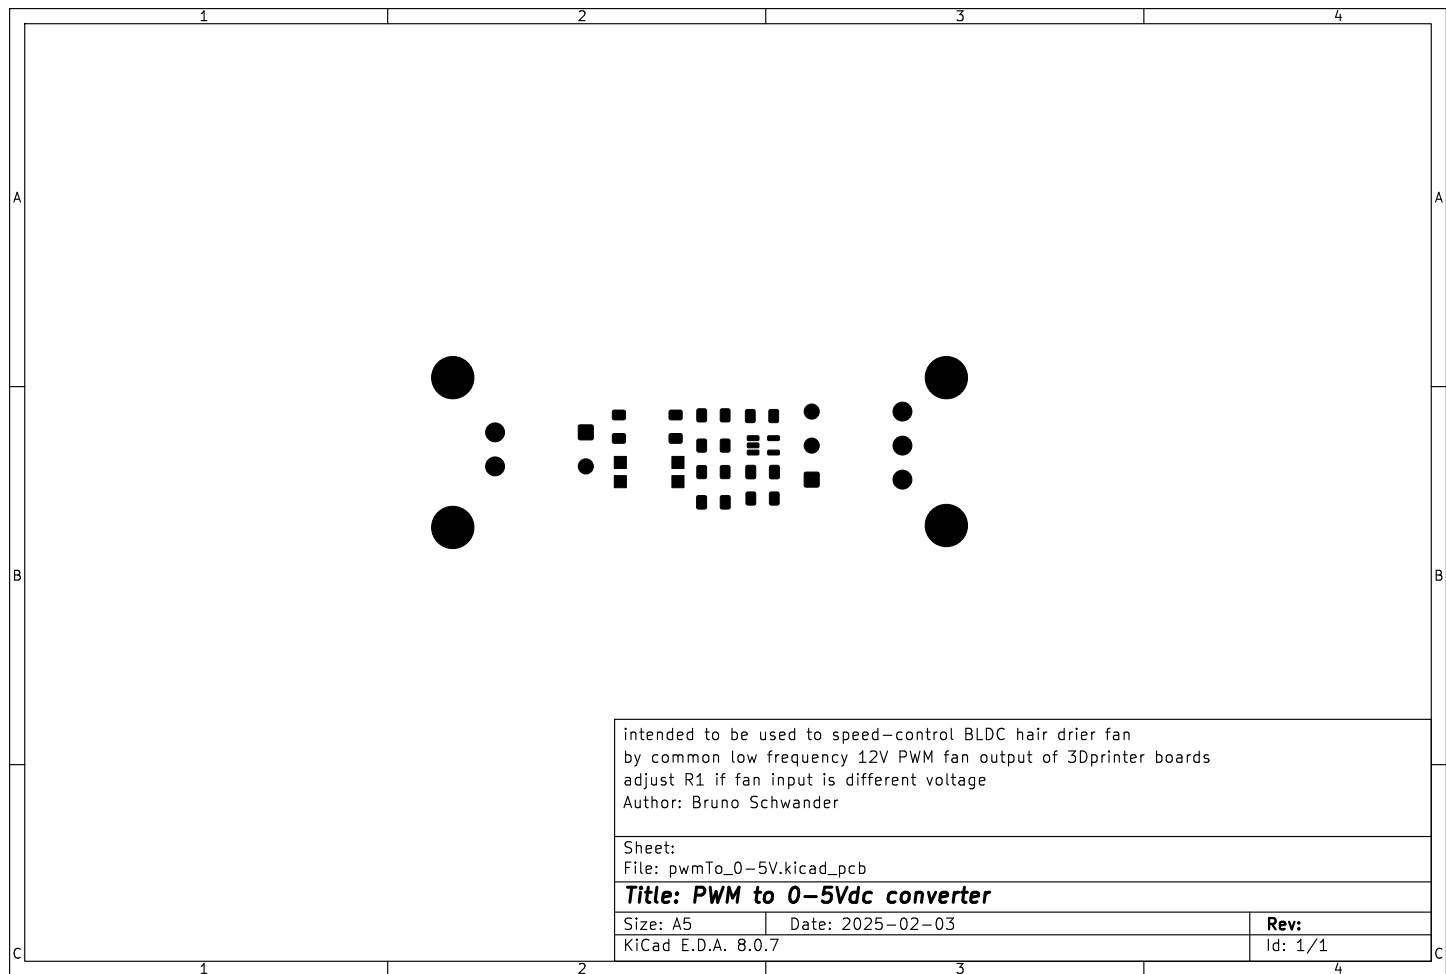 1 2 3 4
A A
B B
intended to be used to speed-control BLDC hair drier fan
by common low frequency 12V PWM fan output of 3Dprinter boards
adjust R1 if fan input is different voltage
Author: Bruno Schwander
Sheet:
File: pwmTo_0-5V.kicad_pcb
Title: PWM to 0-5Vdc converter
Size: A5 Date: 2025-02-03 Rev:
KiCad E.D.A. 8.0.7 Id: 1/1
C C
1 2 3 4